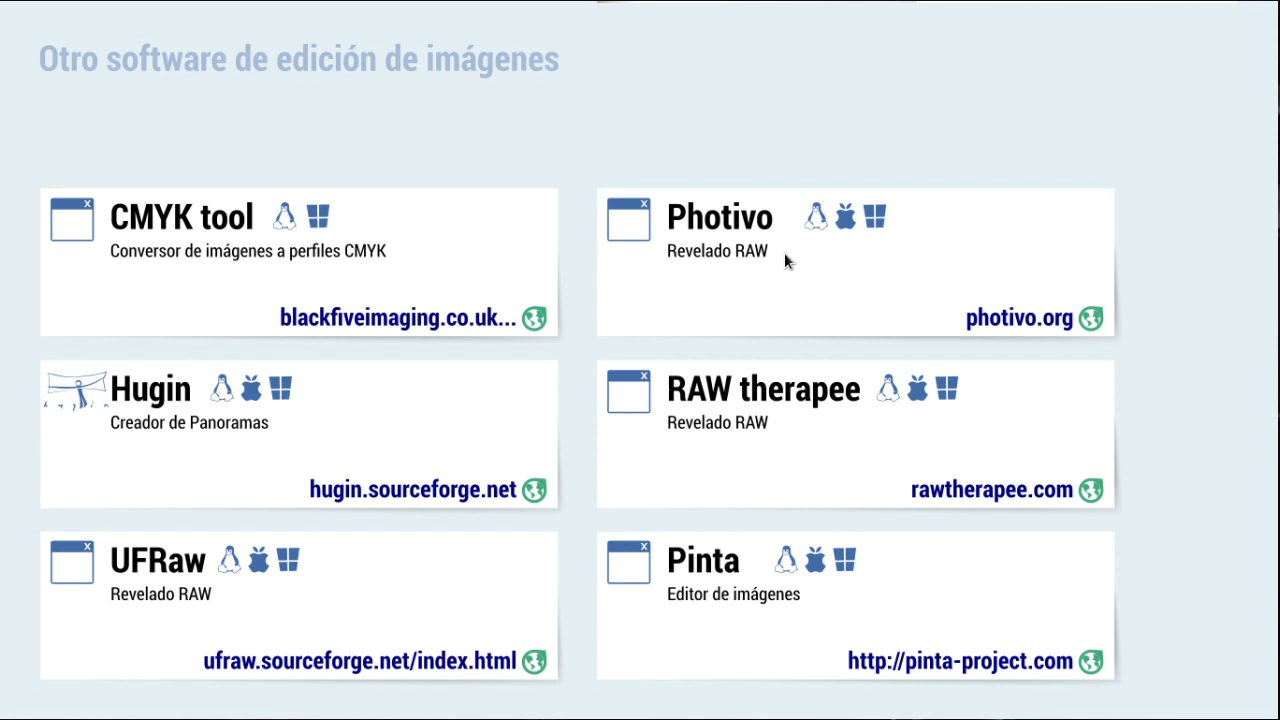 Otro software de edición de imágenes
CMYK tool
Conversor de imágenes a perfiles CMYK
blackfiveimaging.co.uk...
Photivo
Revelado RAW
photivo.org
Hugin
Creador de Panoramas
hugin.sourceforge.net
RAW therapee
Revelado RAW
rawtherapee.com
UFRaw
Revelado RAW
ufraw.sourceforge.net/index.html
Pinta
Editor de imágenes
http://pinta-project.com